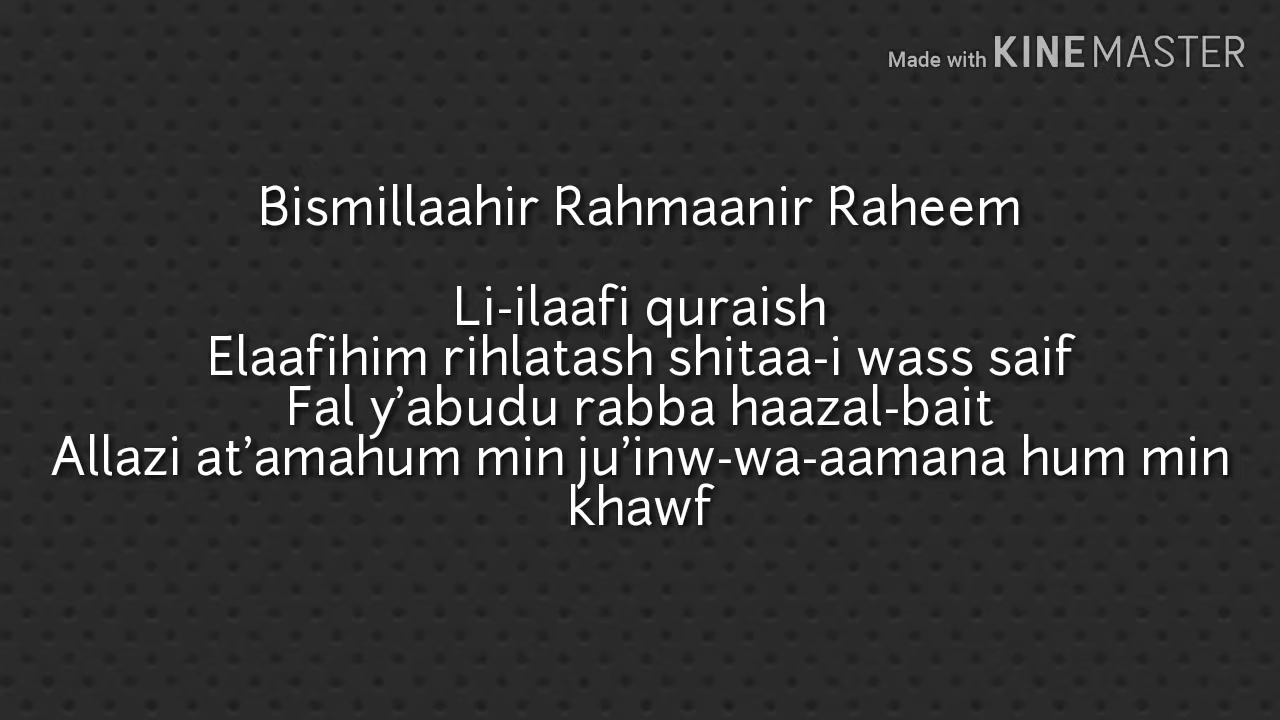 Made with KINEMASTER
Bismillaahir Rahmaanir Raheem
Li-ilaafi quraish
Elaafihim rihlatash shitaa-i wass saif
Fal y’abudu rabba haazal-bait
Allazi at’amahum min ju’inw-wa-aamana hum min
khawf